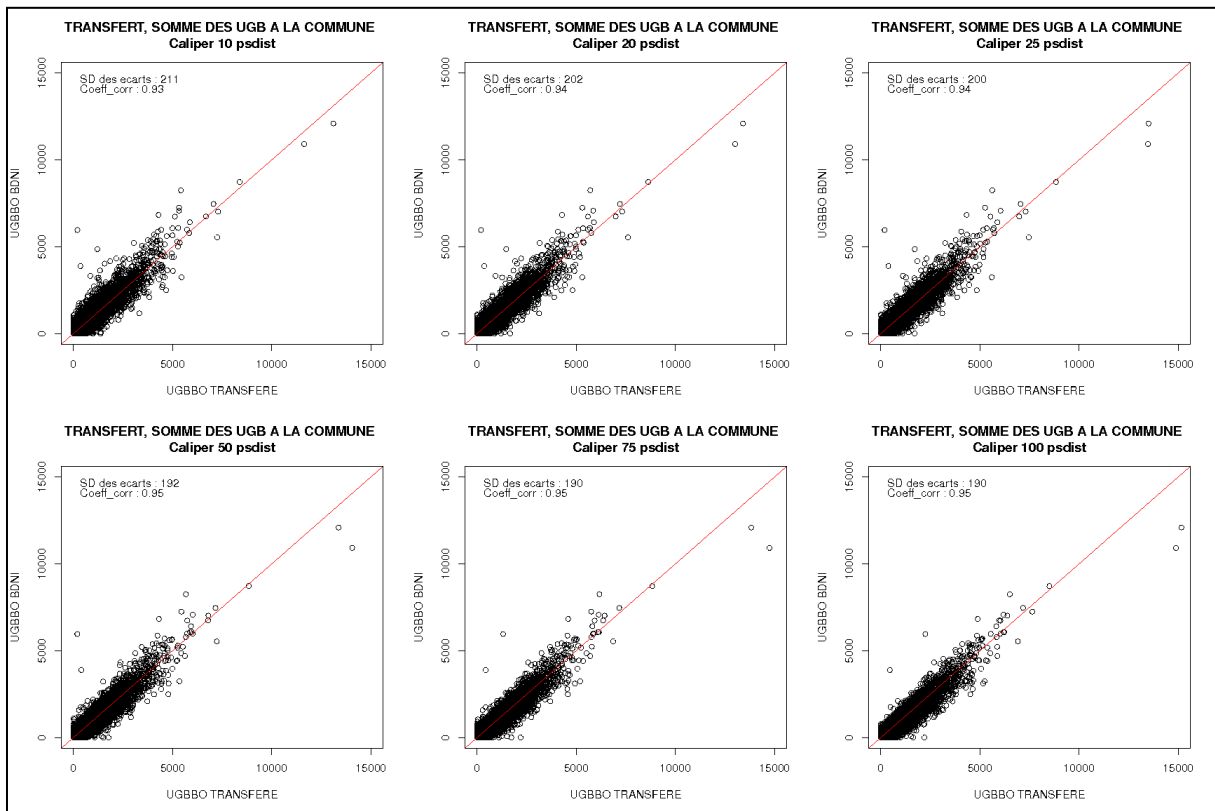 TRANSFERT, SOMME DES UGB A LA COMMUNE
Caliper 10 psdist
SD des ecarts : 211
Coeff_corr : 0.93
UGBBO BDNI
15000
10000
5000
0
0 5000 10000 15000
UGBBO TRANSFERE
TRANSFERT, SOMME DES UGB A LA COMMUNE
Caliper 20 psdist
SD des ecarts : 202
Coeff_corr : 0.94
UGBBO BDNI
15000
10000
5000
0
0 5000 10000 15000
UGBBO TRANSFERE
TRANSFERT, SOMME DES UGB A LA COMMUNE
Caliper 25 psdist
SD des ecarts : 200
Coeff_corr : 0.94
UGBBO BDNI
15000
10000
5000
0
0 5000 10000 15000
UGBBO TRANSFERE
TRANSFERT, SOMME DES UGB A LA COMMUNE
Caliper 50 psdist
SD des ecarts : 192
Coeff_corr : 0.95
UGBBO BDNI
15000
10000
5000
0
0 5000 10000 15000
UGBBO TRANSFERE
TRANSFERT, SOMME DES UGB A LA COMMUNE
Caliper 75 psdist
SD des ecarts : 190
Coeff_corr : 0.95
UGBBO BDNI
15000
10000
5000
0
0 5000 10000 15000
UGBBO TRANSFERE
TRANSFERT, SOMME DES UGB A LA COMMUNE
Caliper 100 psdist
SD des ecarts : 190
Coeff_corr : 0.95
UGBBO BDNI
15000
10000
5000
0
0 5000 10000 15000
UGBBO TRANSFERE